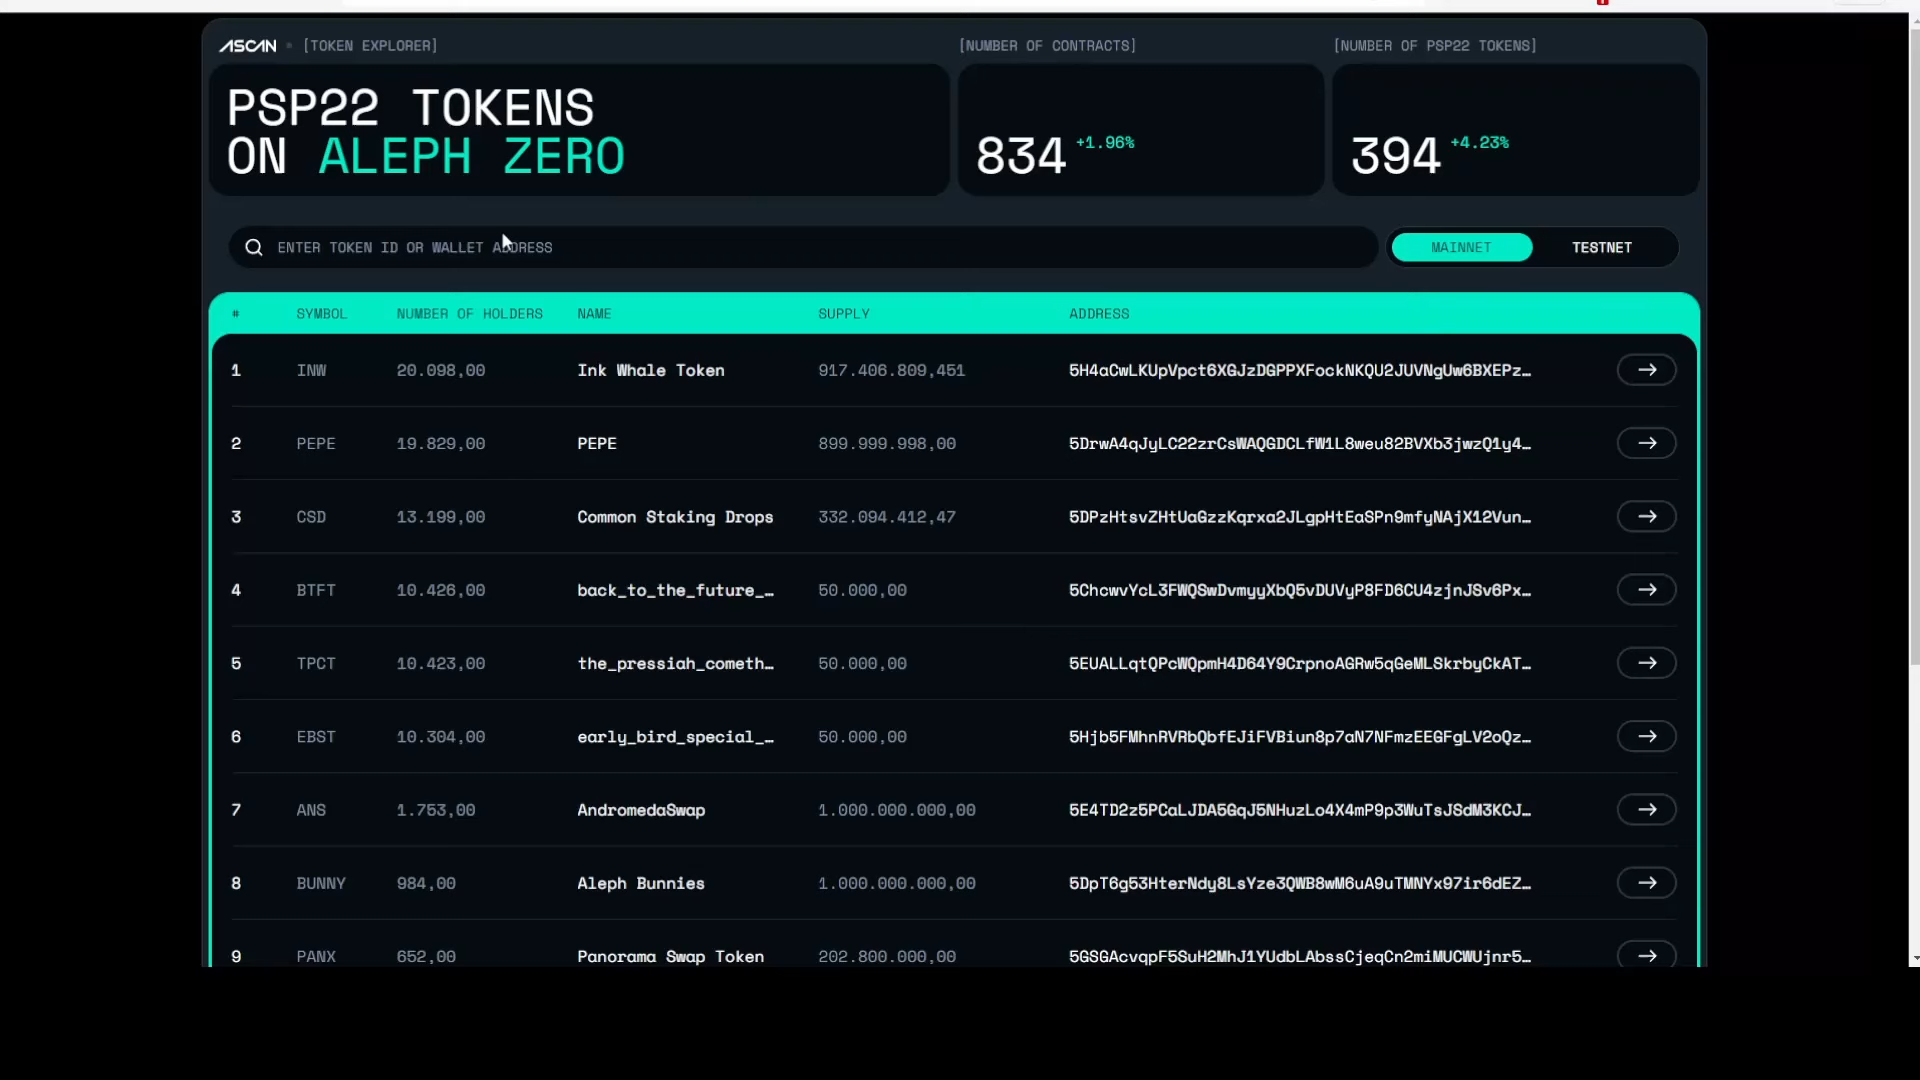 ASCAN [TOKEN EXPLORER] [NUMBER OF CONTRACTS] [NUMBER OF PSP22 TOKENS]
PSP22 TOKENS
ON ALEPH ZERO
834 +1.96%
394 +4.23%
ENTER TOKEN ID OR WALLET ADDRESS MAINNET TESTNET
# SYMBOL NUMBER OF HOLDERS NAME SUPPLY ADDRESS
1 INW 20.098,00 Ink Whale Token 917.406.809,451 5H4aCwLKUpVpct6XGJzDGPPXFockNKQU2JUVNgUw6BXEPz…
2 PEPE 19.829,00 PEPE 899.999.998,00 5DrwA4qJyLC22zrCsWAQGDCLfW1L8weu82BVXb3jwzQ1y4…
3 CSD 13.199,00 Common Staking Drops 332.094.412,47 5DPzHtsvZHtUaGzzKqrxa2JLgpHtEaSPn9mfyNAjX12Vun…
4 BTFT 10.426,00 back_to_the_future_… 50.000,00 5ChcwvYcL3FWQSwDvmyyXbQ5vDUVyP8FD6CU4zjnJSv6Px…
5 TPCT 10.423,00 the_pressiah_cometh… 50.000,00 5EUALLqtQPcWQpmH4D64Y9CrpnoAGRw5qGeMLSkrbyCkAT…
6 EBST 10.304,00 early_bird_special_… 50.000,00 5Hjb5FMhnRVRbQbfEJiFVBiun8p7aN7NFmzEEGFgLV2oQz…
7 ANS 1.753,00 AndromedaSwap 1.000.000.000,00 5E4TD2z5PCaLJDA5GqJ5NHuzLo4X4mP9p3WuTsJSdM3KCJ…
8 BUNNY 984,00 Aleph Bunnies 1.000.000.000,00 5DpT6g53HterNdy8LsYze3QWB8wM6uA9uTMNYx97ir6dEZ…
9 PANX 652,00 Panorama Swap Token 202.800.000,00 5GSGAcvqpF5SuH2MhJ1YUdbLAbssCjeqCn2miMUCWUjnr5…